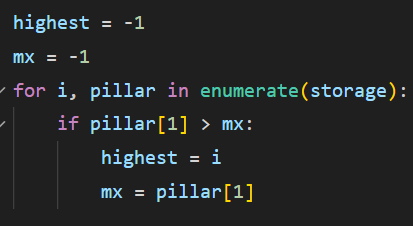 highest = -1
mx = -1
for i, pillar in enumerate(storage):
    if pillar[1] > mx:
        highest = i
        mx = pillar[1]